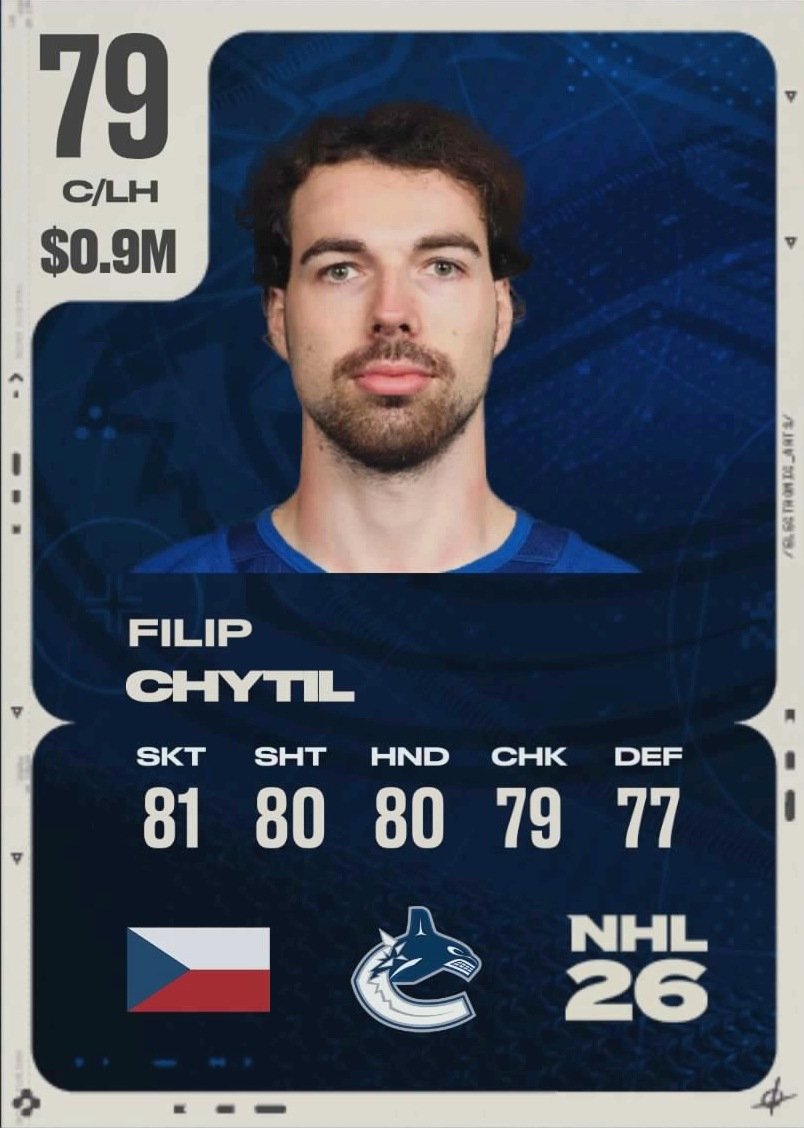 79
C/LH
$0.9M
FILIP
CHYTIL
SKT SHT HND CHK DEF
81 80 80 79 77
NHL
26